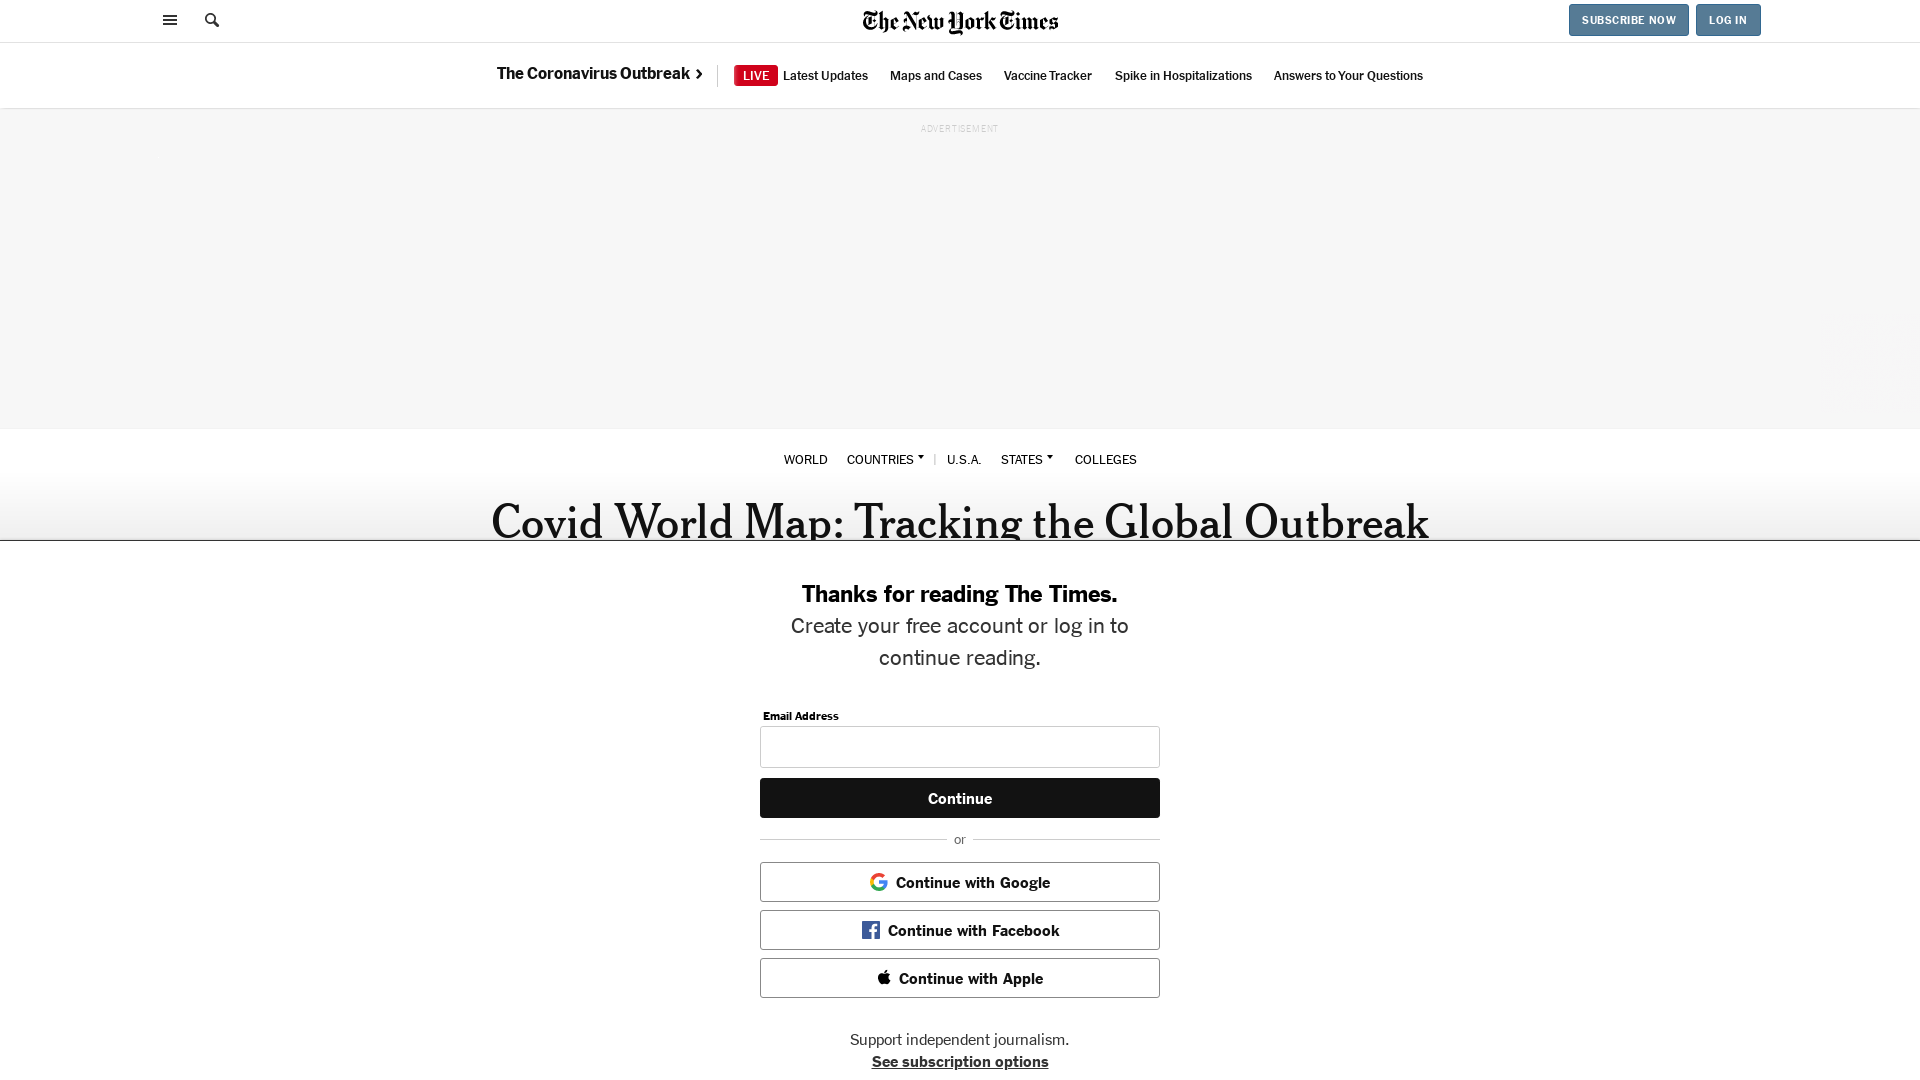 The New York Times
SUBSCRIBE NOW
LOG IN
The Coronavirus Outbreak
LIVE Latest Updates
Maps and Cases
Vaccine Tracker
Spike in Hospitalizations
Answers to Your Questions
ADVERTISEMENT
WORLD
COUNTRIES
U.S.A.
STATES
COLLEGES
Covid World Map: Tracking the Global Outbreak
Thanks for reading The Times.
Create your free account or log in to
continue reading.
Email Address
Continue
or
Continue with Google
Continue with Facebook
Continue with Apple
Support independent journalism.
See subscription options